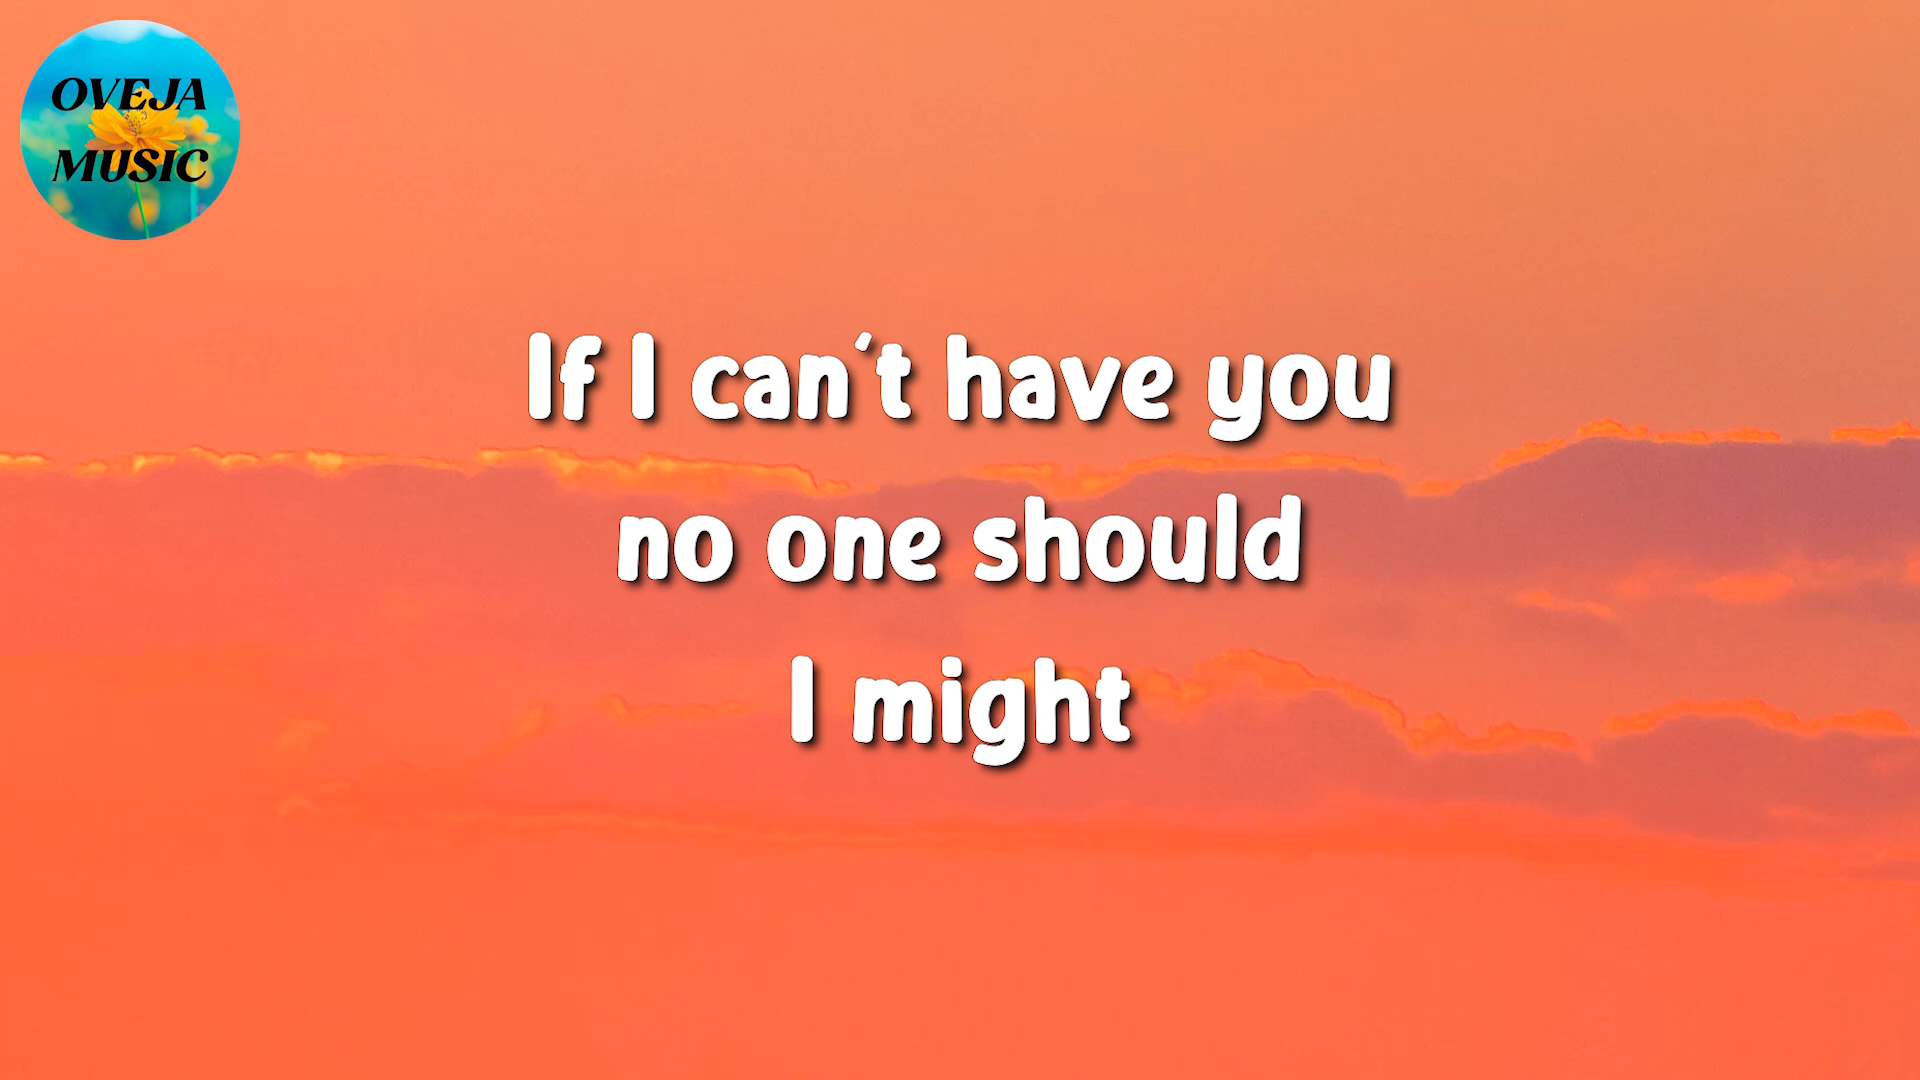 OVEJA
MUSIC
If I can't have you
no one should
I might